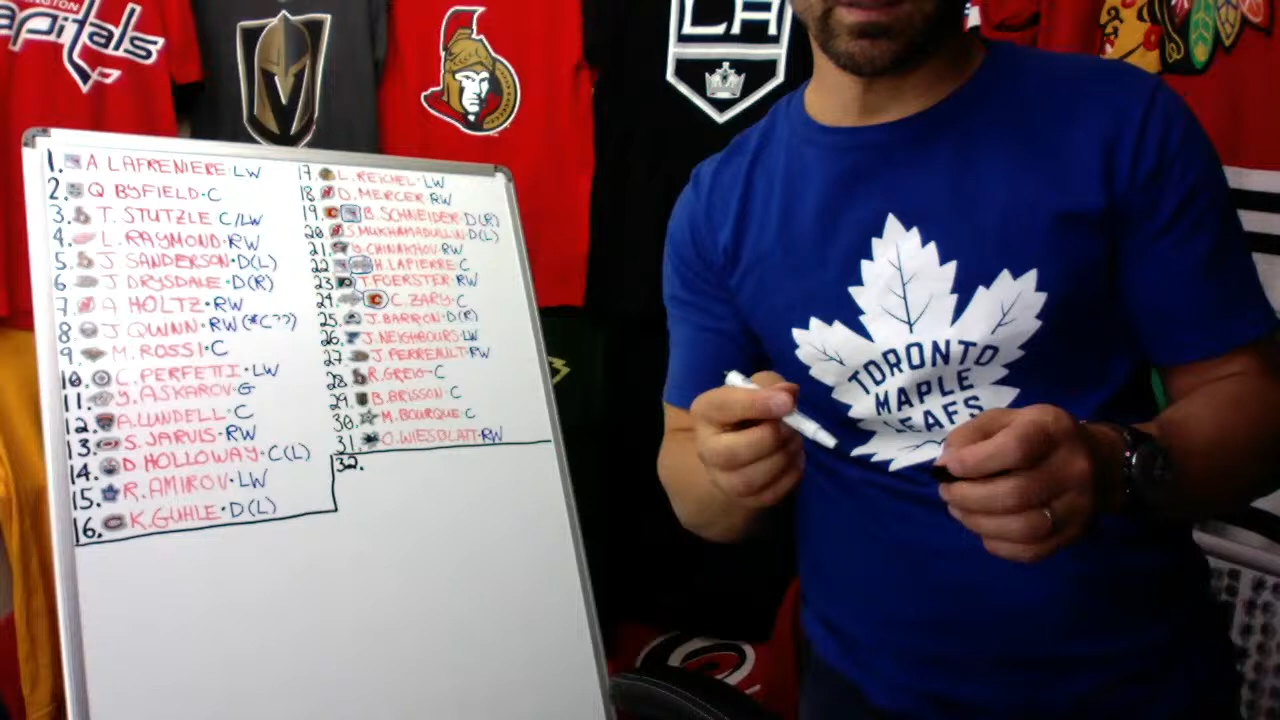 1. A LAFRENIERE·LW
2. Q BYFIELD·C
3. T. STUTZLE C/LW
4. L. RAYMOND·RW
5. J SANDERSON·D(L)
6 J DRYSDALE·D(R)
7 A HOLTZ·RW
8. J QUINN·RW(*C??)
9. M. ROSSI·C
10. C. PERFETTI·LW
11. Y. ASKAROV·G
12. A. LUNDELL·C
13. S. JARVIS·RW
14. D HOLLOWAY·C(L)
15. R. AMIROV·LW
16. K. GUHLE·D(L)
17. L. REICHEL·LW
18. D. MERCER RW
19. B. SCHNEIDER·D(R)
20. S. MUKHAMADULLIN·D(L)
21. Y. CHINAKHOV·RW
22 H. LAPIERRE C
23 T. FOERSTER·RW
24. C. ZARY·C
25. J. BARRON·D(R)
26. J. NEIGHBOURS·LW
27. J. PERREAULT·RW
28. R. GREIG·C
29. B. BRISSON·C
30. M. BOURQUE·C
31. O. WIESBLATT·RW
32.
capitals
LA
TORONTO
MAPLE
LEAFS